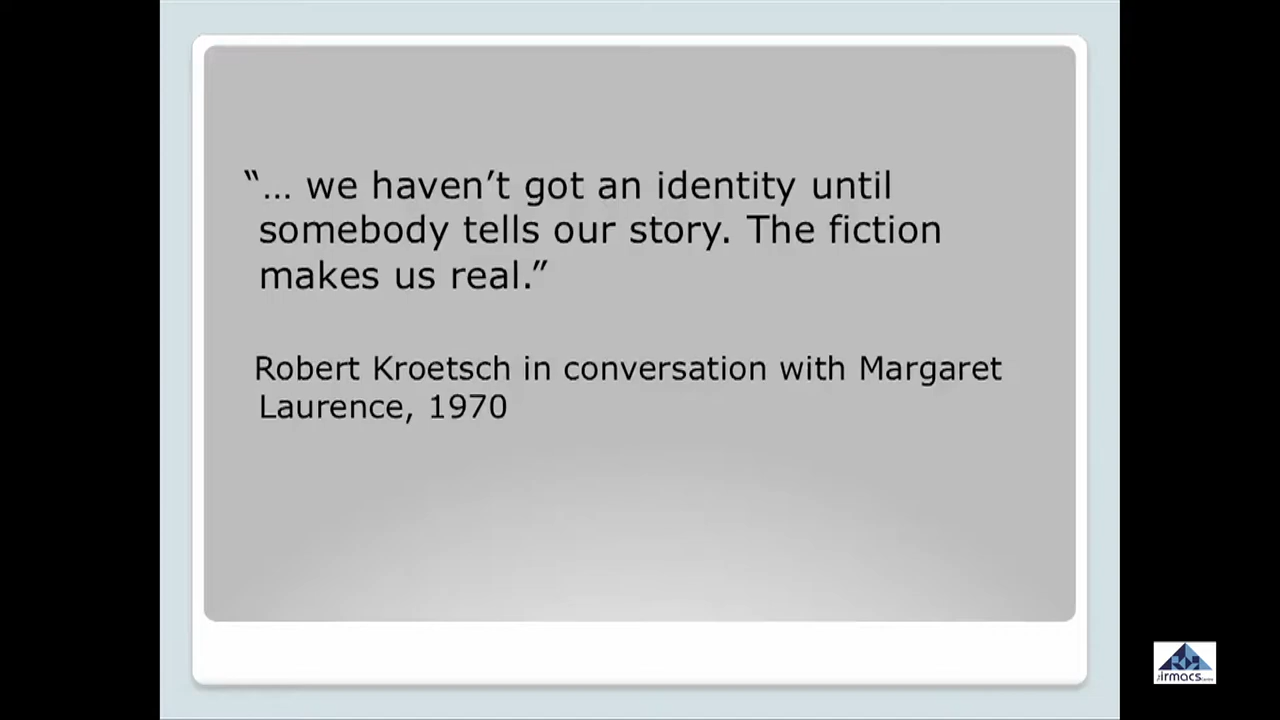 “… we haven’t got an identity until
somebody tells our story. The fiction
makes us real.”
Robert Kroetsch in conversation with Margaret
Laurence, 1970
irmacs